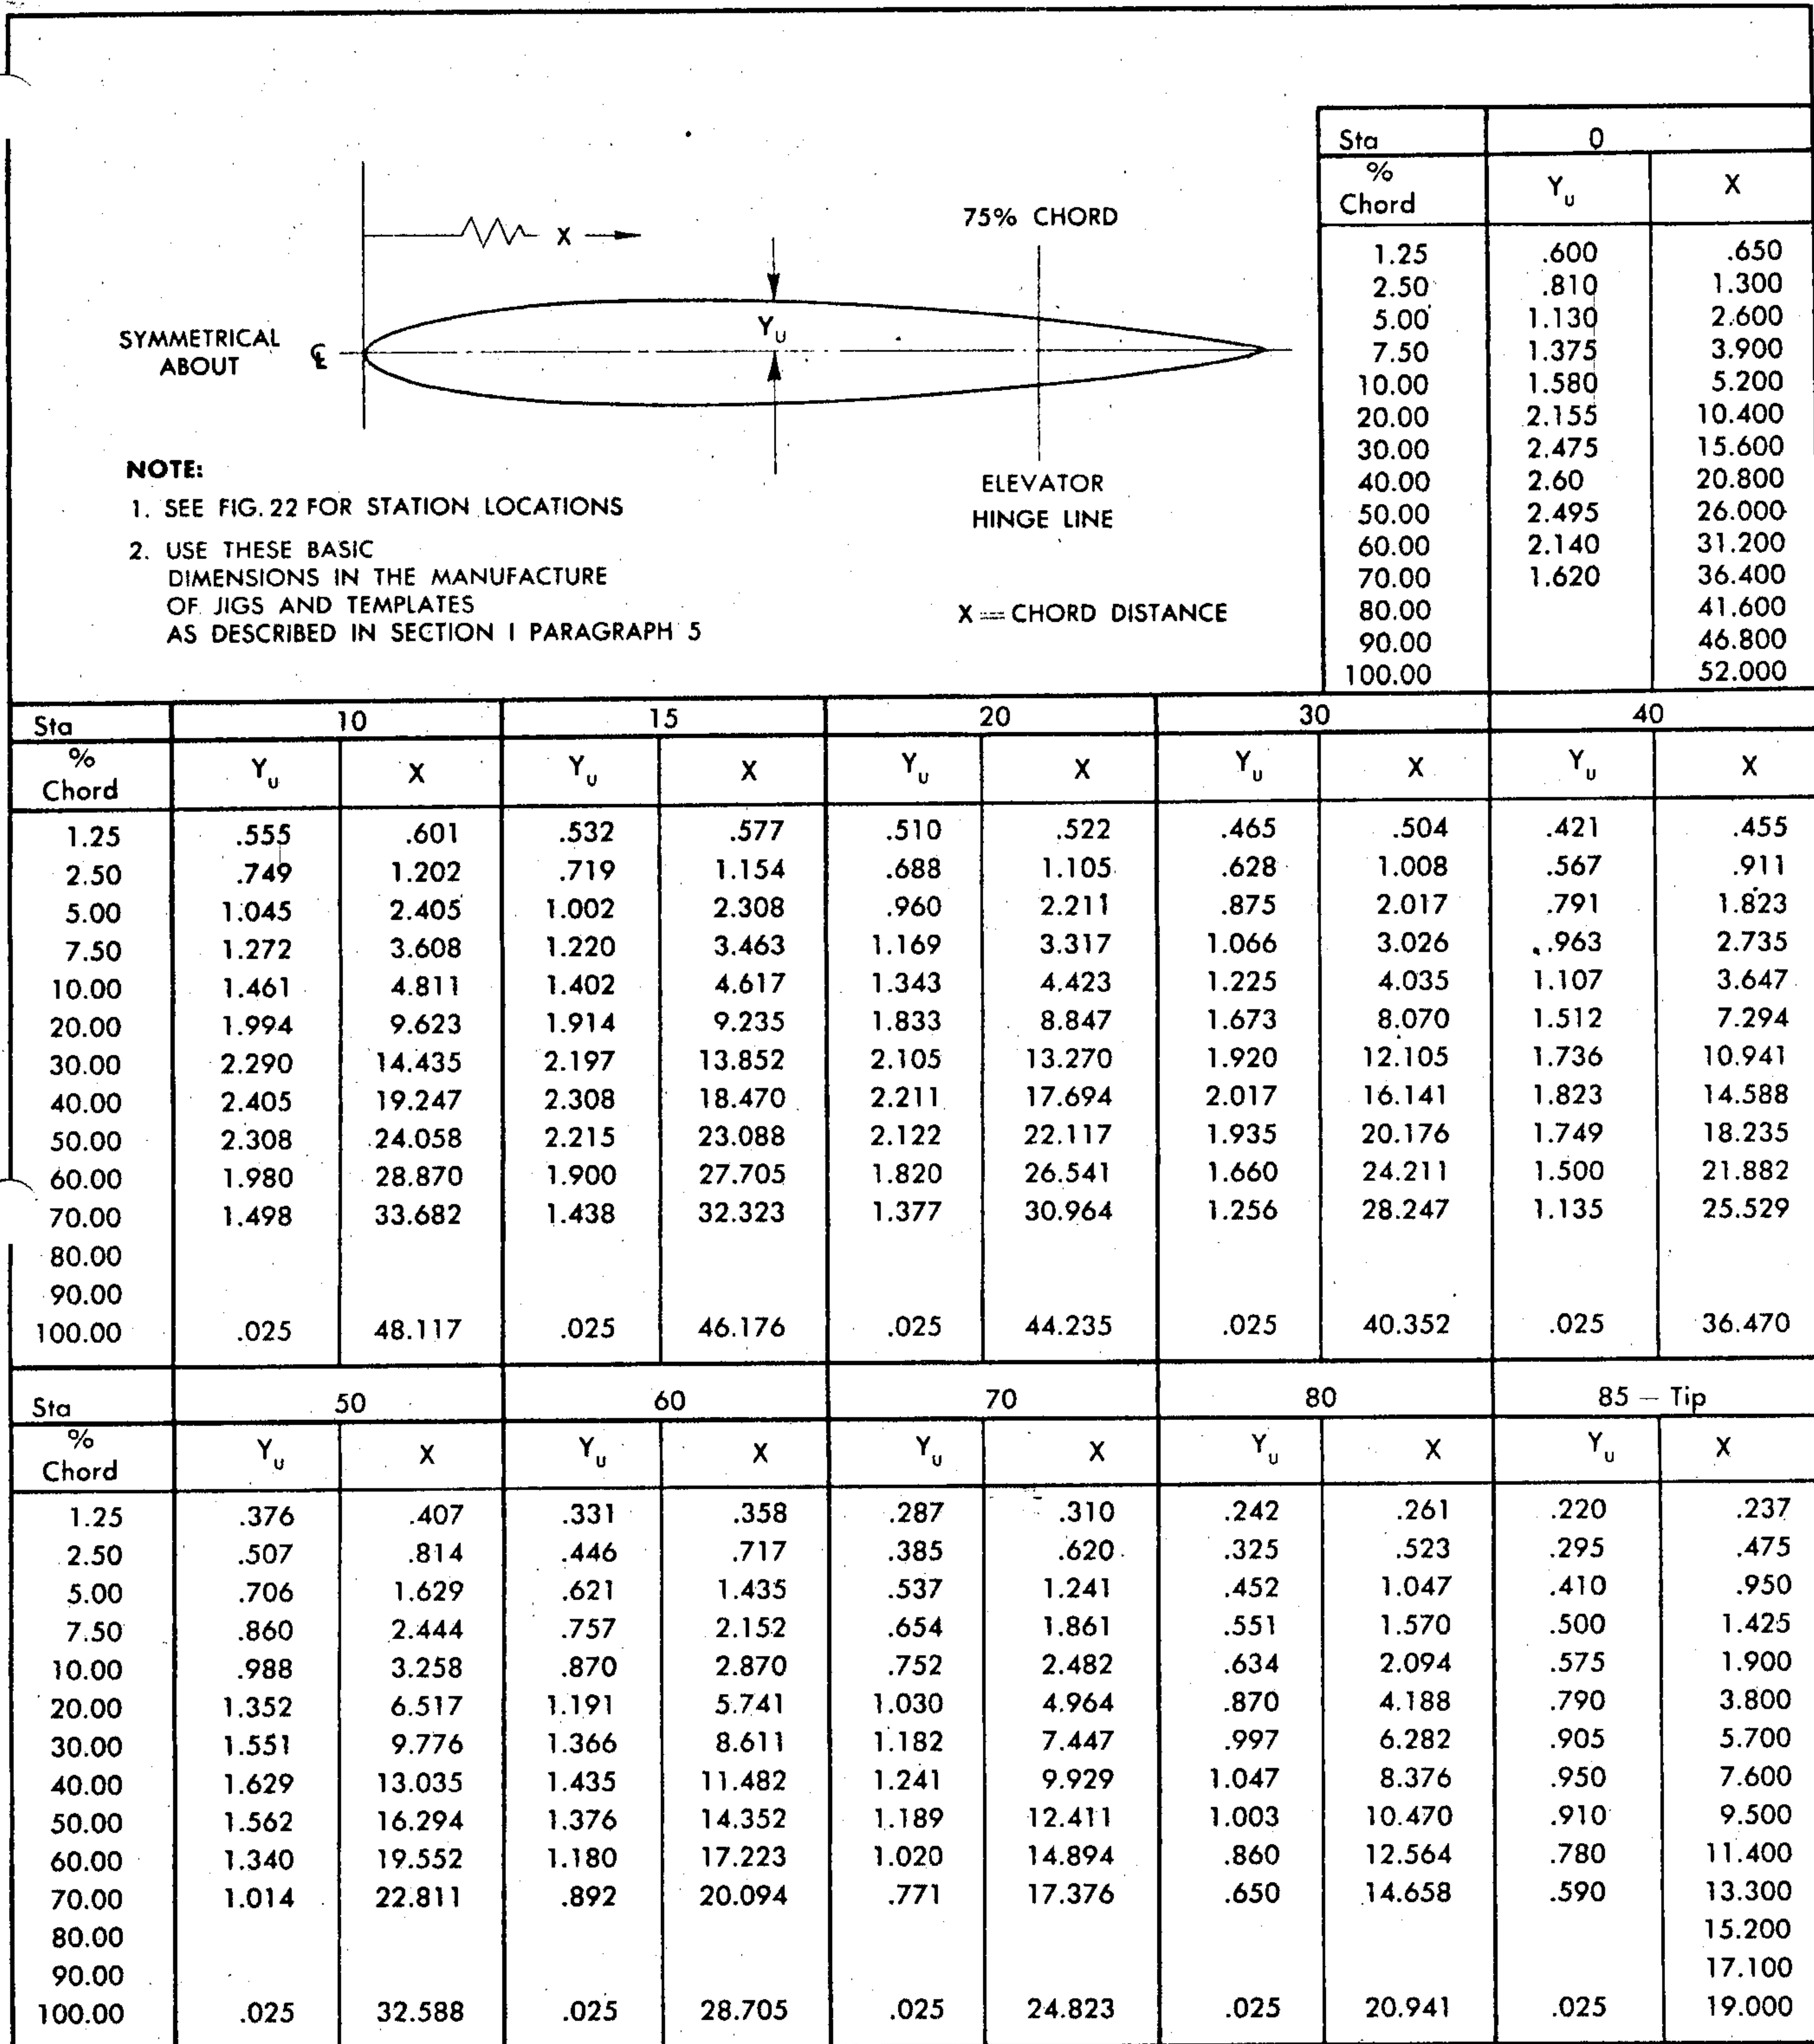 Sta 0
% Chord Yu X
1.25 .600 .650
2.50 .810 1.300
5.00 1.130 2.600
7.50 1.375 3.900
10.00 1.580 5.200
20.00 2.155 10.400
30.00 2.475 15.600
40.00 2.60 20.800
50.00 2.495 26.000
60.00 2.140 31.200
70.00 1.620 36.400
80.00 41.600
90.00 46.800
100.00 52.000
X
75% CHORD
SYMMETRICAL
ABOUT ℄
Yu
ELEVATOR
HINGE LINE
NOTE:
1. SEE FIG. 22 FOR STATION LOCATIONS
2. USE THESE BASIC
DIMENSIONS IN THE MANUFACTURE
OF JIGS AND TEMPLATES
AS DESCRIBED IN SECTION I PARAGRAPH 5
X = CHORD DISTANCE
Sta 10 15 20 30 40
% Chord Yu X Yu X Yu X Yu X Yu X
1.25 .555 .601 .532 .577 .510 .522 .465 .504 .421 .455
2.50 .749 1.202 .719 1.154 .688 1.105 .628 1.008 .567 .911
5.00 1.045 2.405 1.002 2.308 .960 2.211 .875 2.017 .791 1.823
7.50 1.272 3.608 1.220 3.463 1.169 3.317 1.066 3.026 .963 2.735
10.00 1.461 4.811 1.402 4.617 1.343 4.423 1.225 4.035 1.107 3.647
20.00 1.994 9.623 1.914 9.235 1.833 8.847 1.673 8.070 1.512 7.294
30.00 2.290 14.435 2.197 13.852 2.105 13.270 1.920 12.105 1.736 10.941
40.00 2.405 19.247 2.308 18.470 2.211 17.694 2.017 16.141 1.823 14.588
50.00 2.308 24.058 2.215 23.088 2.122 22.117 1.935 20.176 1.749 18.235
60.00 1.980 28.870 1.900 27.705 1.820 26.541 1.660 24.211 1.500 21.882
70.00 1.498 33.682 1.438 32.323 1.377 30.964 1.256 28.247 1.135 25.529
80.00
90.00
100.00 .025 48.117 .025 46.176 .025 44.235 .025 40.352 .025 36.470
Sta 50 60 70 80 85 – Tip
% Chord Yu X Yu X Yu X Yu X Yu X
1.25 .376 .407 .331 .358 .287 .310 .242 .261 .220 .237
2.50 .507 .814 .446 .717 .385 .620 .325 .523 .295 .475
5.00 .706 1.629 .621 1.435 .537 1.241 .452 1.047 .410 .950
7.50 .860 2.444 .757 2.152 .654 1.861 .551 1.570 .500 1.425
10.00 .988 3.258 .870 2.870 .752 2.482 .634 2.094 .575 1.900
20.00 1.352 6.517 1.191 5.741 1.030 4.964 .870 4.188 .790 3.800
30.00 1.551 9.776 1.366 8.611 1.182 7.447 .997 6.282 .905 5.700
40.00 1.629 13.035 1.435 11.482 1.241 9.929 1.047 8.376 .950 7.600
50.00 1.562 16.294 1.376 14.352 1.189 12.411 1.003 10.470 .910 9.500
60.00 1.340 19.552 1.180 17.223 1.020 14.894 .860 12.564 .780 11.400
70.00 1.014 22.811 .892 20.094 .771 17.376 .650 14.658 .590 13.300
80.00 15.200
90.00 17.100
100.00 .025 32.588 .025 28.705 .025 24.823 .025 20.941 .025 19.000